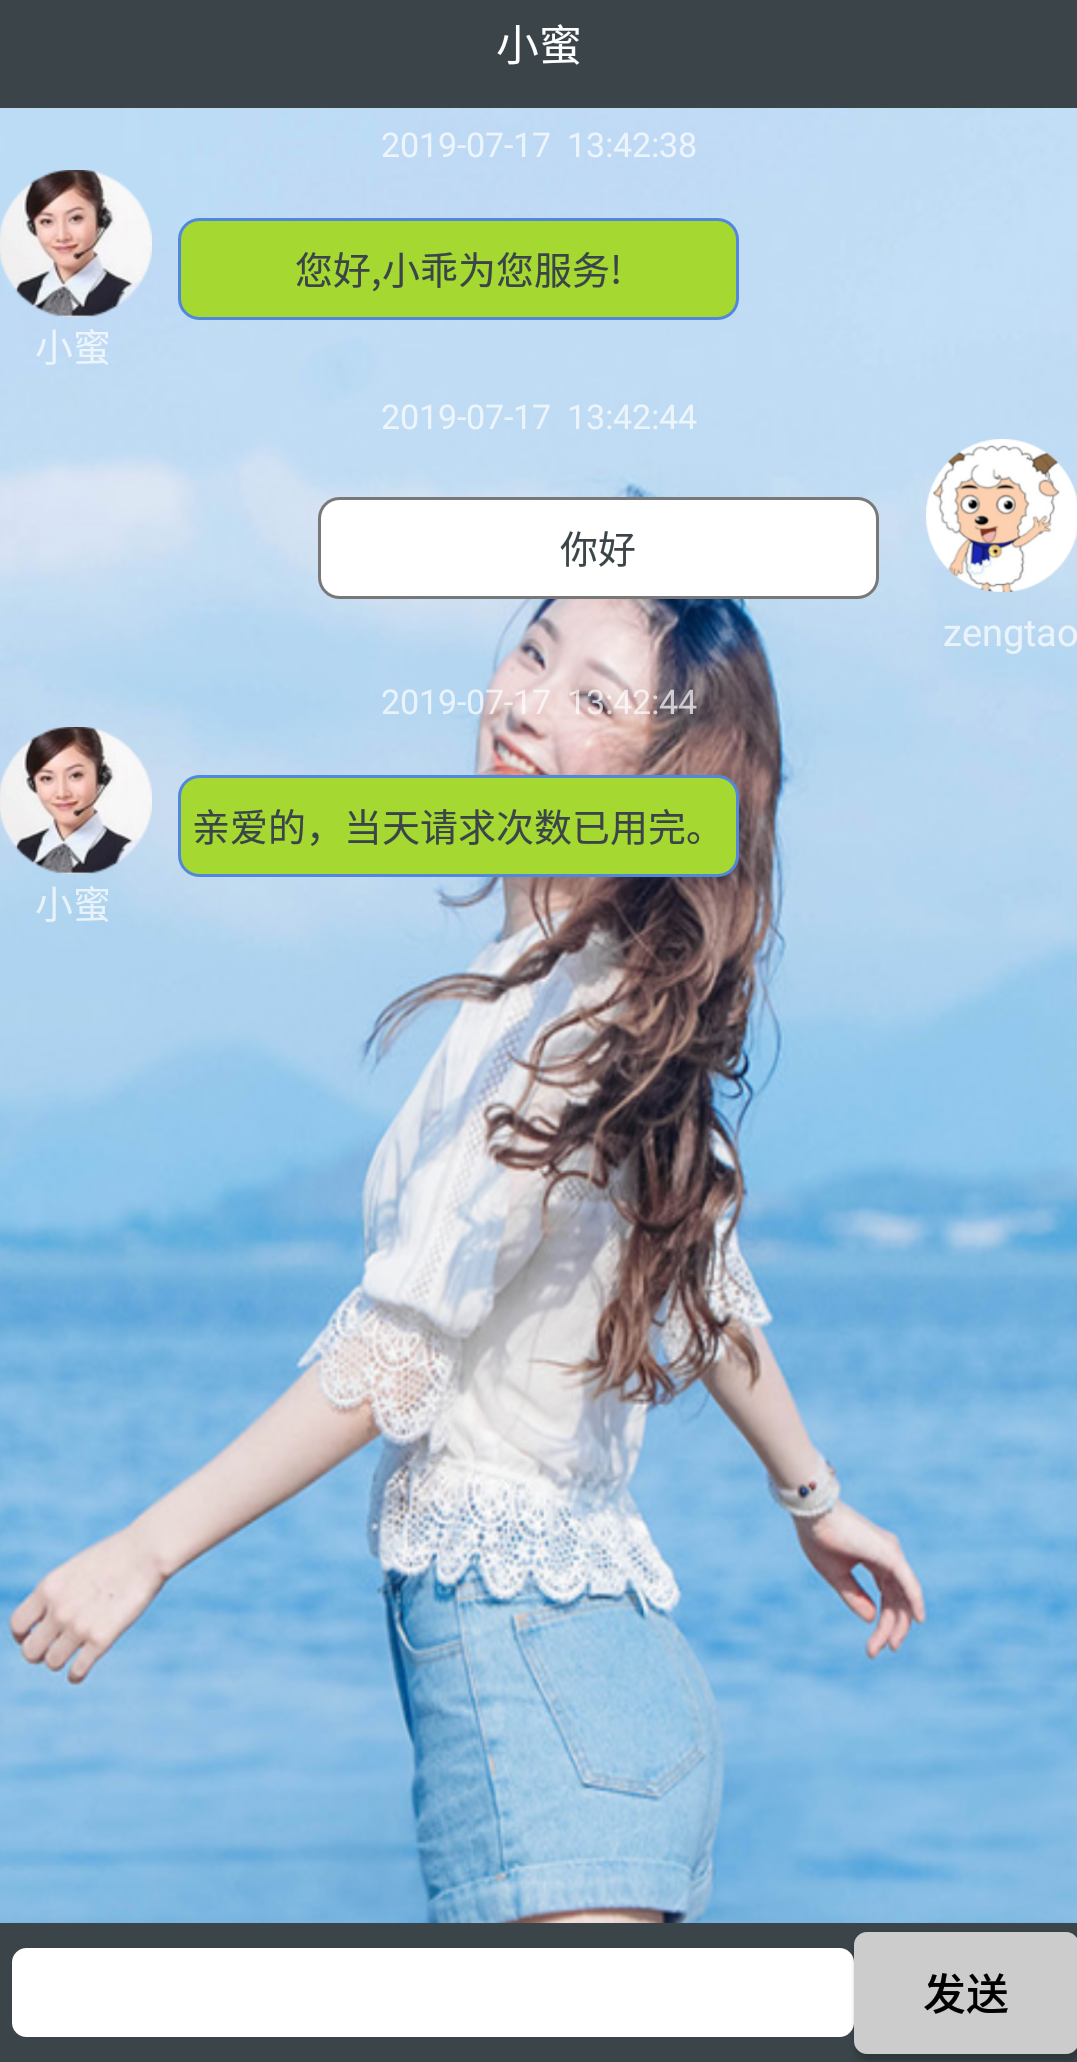 小蜜
2019-07-17 13:42:38
您好,小乖为您服务!
小蜜
2019-07-17 13:42:44
你好
zengtao
2019-07-17 13:42:44
亲爱的，当天请求次数已用完。
小蜜
发送